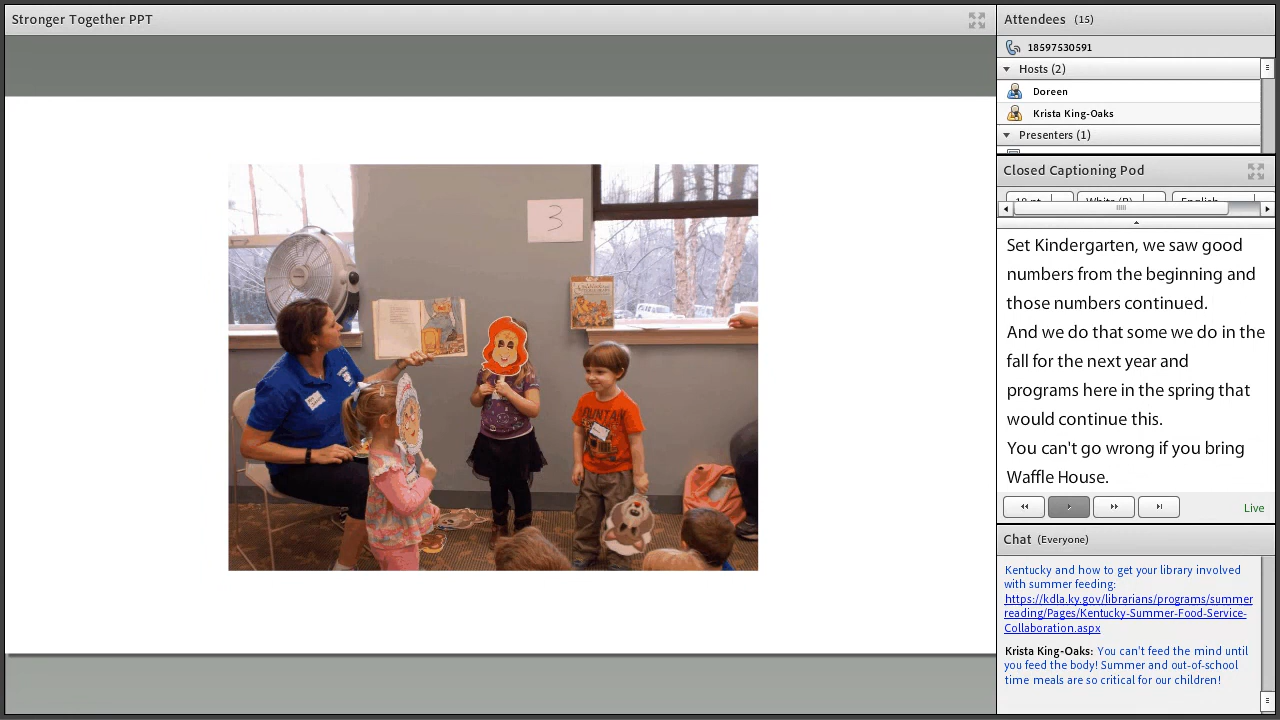 Stronger Together PPT
3
Attendees (15)
18597530591
Hosts (2)
Doreen
Krista King-Oaks
Presenters (1)
Closed Captioning Pod
Set Kindergarten, we saw good
numbers from the beginning and
those numbers continued.
And we do that some we do in the
fall for the next year and
programs here in the spring that
would continue this.
You can't go wrong if you bring
Waffle House.
Live
Chat (Everyone)
Kentucky and how to get your library involved
with summer feeding:
https://kdla.ky.gov/librarians/programs/summer
reading/Pages/Kentucky-Summer-Food-Service-
Collaboration.aspx
Krista King-Oaks: You can't feed the mind until
you feed the body! Summer and out-of-school
time meals are so critical for our children!